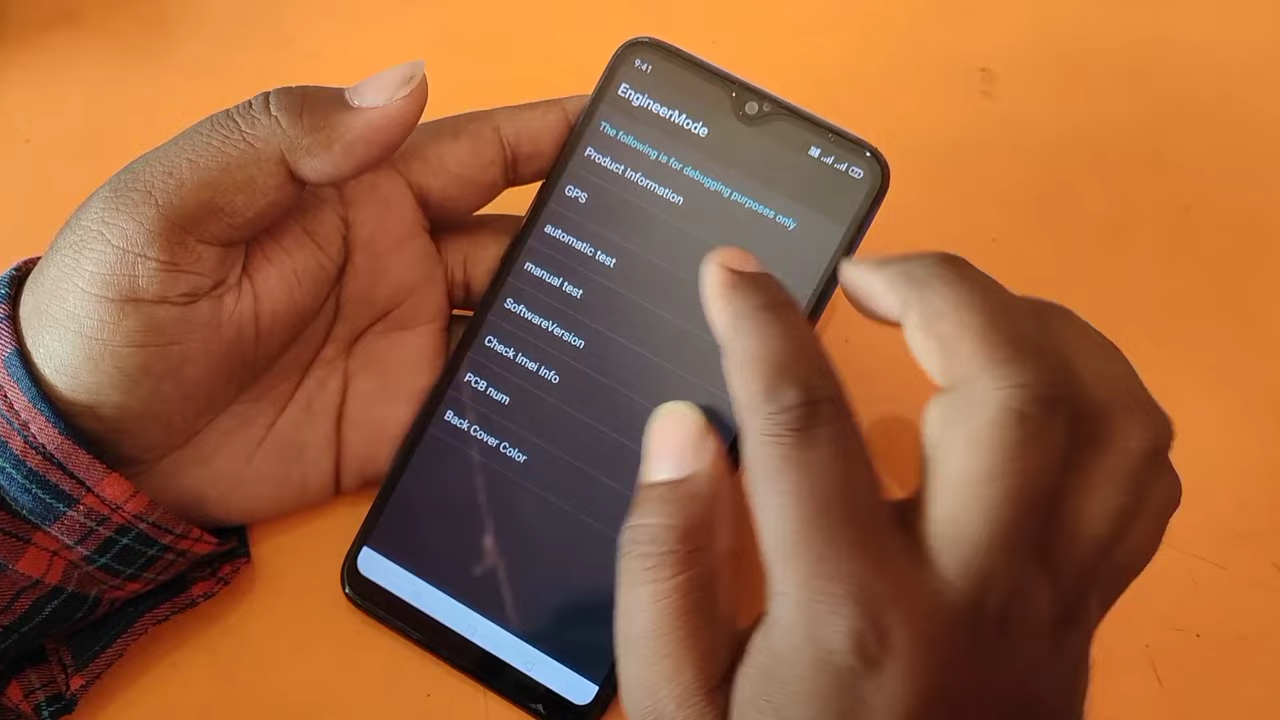 9:41
EngineerMode
The following is for debugging purposes only
Product Information
GPS
automatic test
manual test
SoftwareVersion
Check Imei Info
PCB num
Back Cover Color